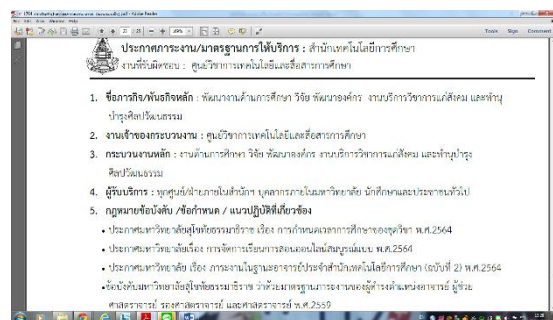 Tools Sign Comment
ประกาศภาระงาน/มาตรฐานการให้บริการ : สำนักเทคโนโลยีการศึกษา
งานที่รับผิดชอบ : ศูนย์วิชาการเทคโนโลยีและสื่อสารการศึกษา
1. ชื่อภารกิจ/พันธกิจหลัก : พัฒนางานด้านการศึกษา วิจัย พัฒนาองค์กร งานบริการวิชาการแก่สังคม และทำนุ
บำรุงศิลปวัฒนธรรม
2. งานเจ้าของกระบวนงาน : ศูนย์วิชาการเทคโนโลยีและสื่อสารการศึกษา
3. กระบวนงานหลัก : งานด้านการศึกษา วิจัย พัฒนาองค์กร งานบริการวิชาการแก่สังคม และทำนุบำรุง
ศิลปวัฒนธรรม
4. ผู้รับบริการ : ทุกศูนย์/ฝ่ายภายในสำนักฯ บุคลากรภายในมหาวิทยาลัย นักศึกษาและประชาชนทั่วไป
5. กฎหมายข้อบังคับ /ข้อกำหนด / แนวปฏิบัติที่เกี่ยวข้อง
• ประกาศมหาวิทยาลัยสุโขทัยธรรมาธิราช เรื่อง การกำหนดเวลาการศึกษาของชุดวิชา พ.ศ.2564
• ประกาศมหาวิทยาลัยเรื่อง การจัดการเรียนการสอนออนไลน์สมบูรณ์แบบ พ.ศ.2564
• ประกาศมหาวิทยาลัย เรื่อง ภาระงานในฐานะอาจารย์ประจำสำนักเทคโนโลยีการศึกษา (ฉบับที่ 2) พ.ศ.2564
•ข้อบังคับมหาวิทยาลัยสุโขทัยธรรมาธิราช ว่าด้วยมาตรฐานภาระงานของผู้ดำรงตำแหน่งอาจารย์ ผู้ช่วย
ศาสตราจารย์ รองศาสตราจารย์ และศาสตราจารย์ พ.ศ.2559